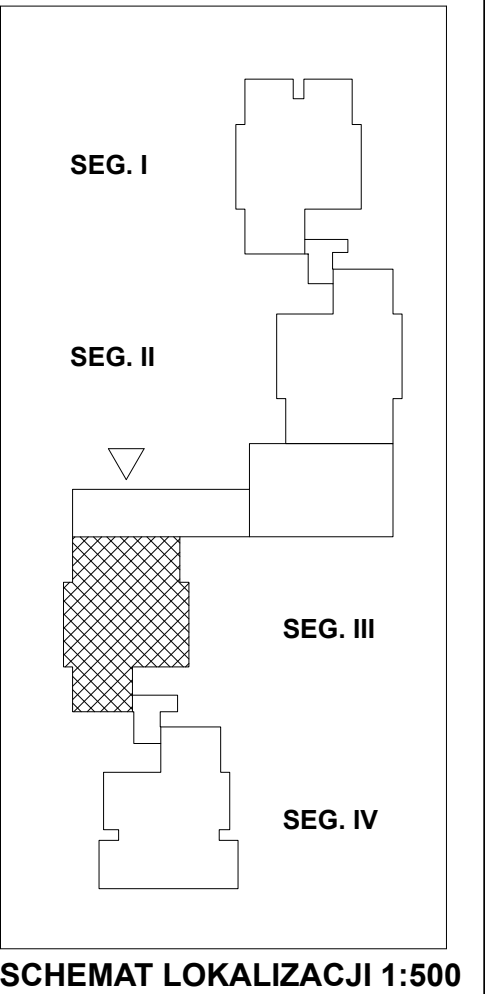 SEG. I
SEG. II
SEG. III
SEG. IV
SCHEMAT LOKALIZACJI 1:500